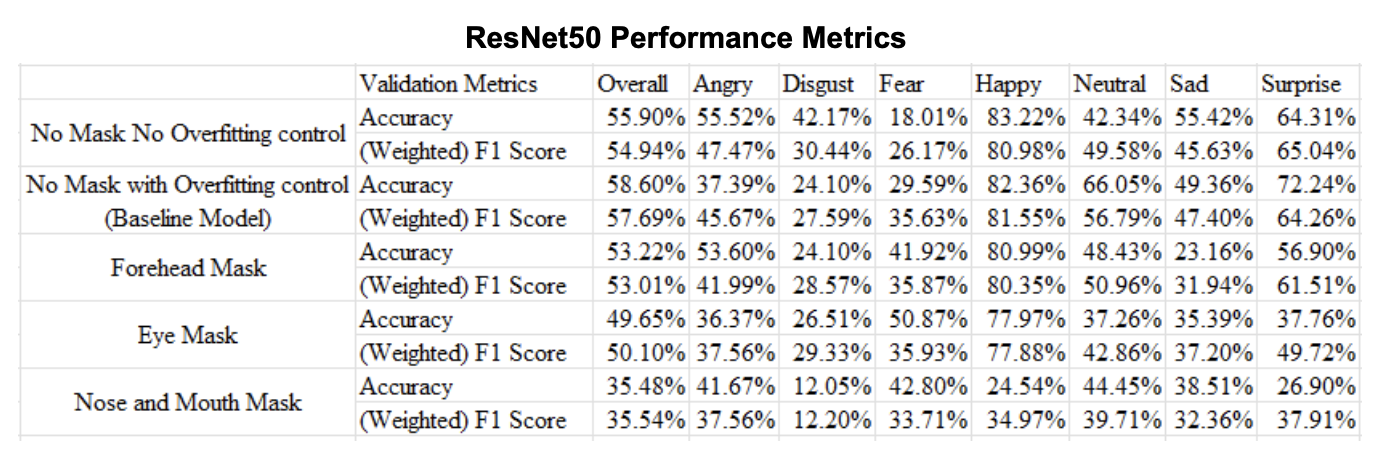 ResNet50 Performance Metrics
Validation Metrics Overall Angry Disgust Fear Happy Neutral Sad Surprise
No Mask No Overfitting control
Accuracy 55.90% 55.52% 42.17% 18.01% 83.22% 42.34% 55.42% 64.31%
(Weighted) F1 Score 54.94% 47.47% 30.44% 26.17% 80.98% 49.58% 45.63% 65.04%
No Mask with Overfitting control Accuracy 58.60% 37.39% 24.10% 29.59% 82.36% 66.05% 49.36% 72.24%
(Baseline Model) (Weighted) F1 Score 57.69% 45.67% 27.59% 35.63% 81.55% 56.79% 47.40% 64.26%
Forehead Mask
Accuracy 53.22% 53.60% 24.10% 41.92% 80.99% 48.43% 23.16% 56.90%
(Weighted) F1 Score 53.01% 41.99% 28.57% 35.87% 80.35% 50.96% 31.94% 61.51%
Eye Mask
Accuracy 49.65% 36.37% 26.51% 50.87% 77.97% 37.26% 35.39% 37.76%
(Weighted) F1 Score 50.10% 37.56% 29.33% 35.93% 77.88% 42.86% 37.20% 49.72%
Nose and Mouth Mask
Accuracy 35.48% 41.67% 12.05% 42.80% 24.54% 44.45% 38.51% 26.90%
(Weighted) F1 Score 35.54% 37.56% 12.20% 33.71% 34.97% 39.71% 32.36% 37.91%